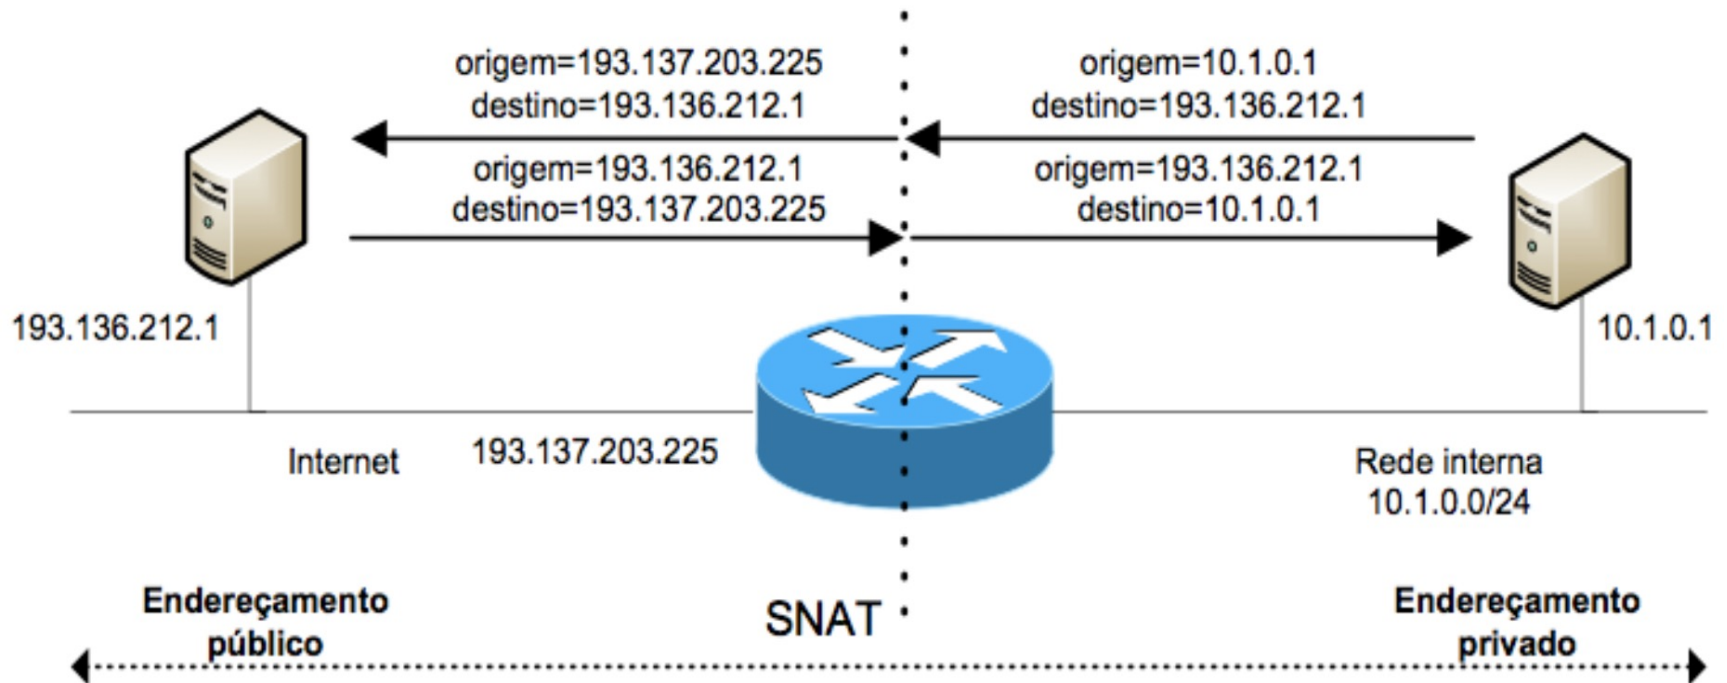 origem=193.137.203.225
destino=193.136.212.1
origem=10.1.0.1
destino=193.136.212.1
origem=193.136.212.1
destino=193.137.203.225
origem=193.136.212.1
destino=10.1.0.1
193.136.212.1
10.1.0.1
Internet
193.137.203.225
Rede interna
10.1.0.0/24
Endereçamento
público
SNAT
Endereçamento
privado